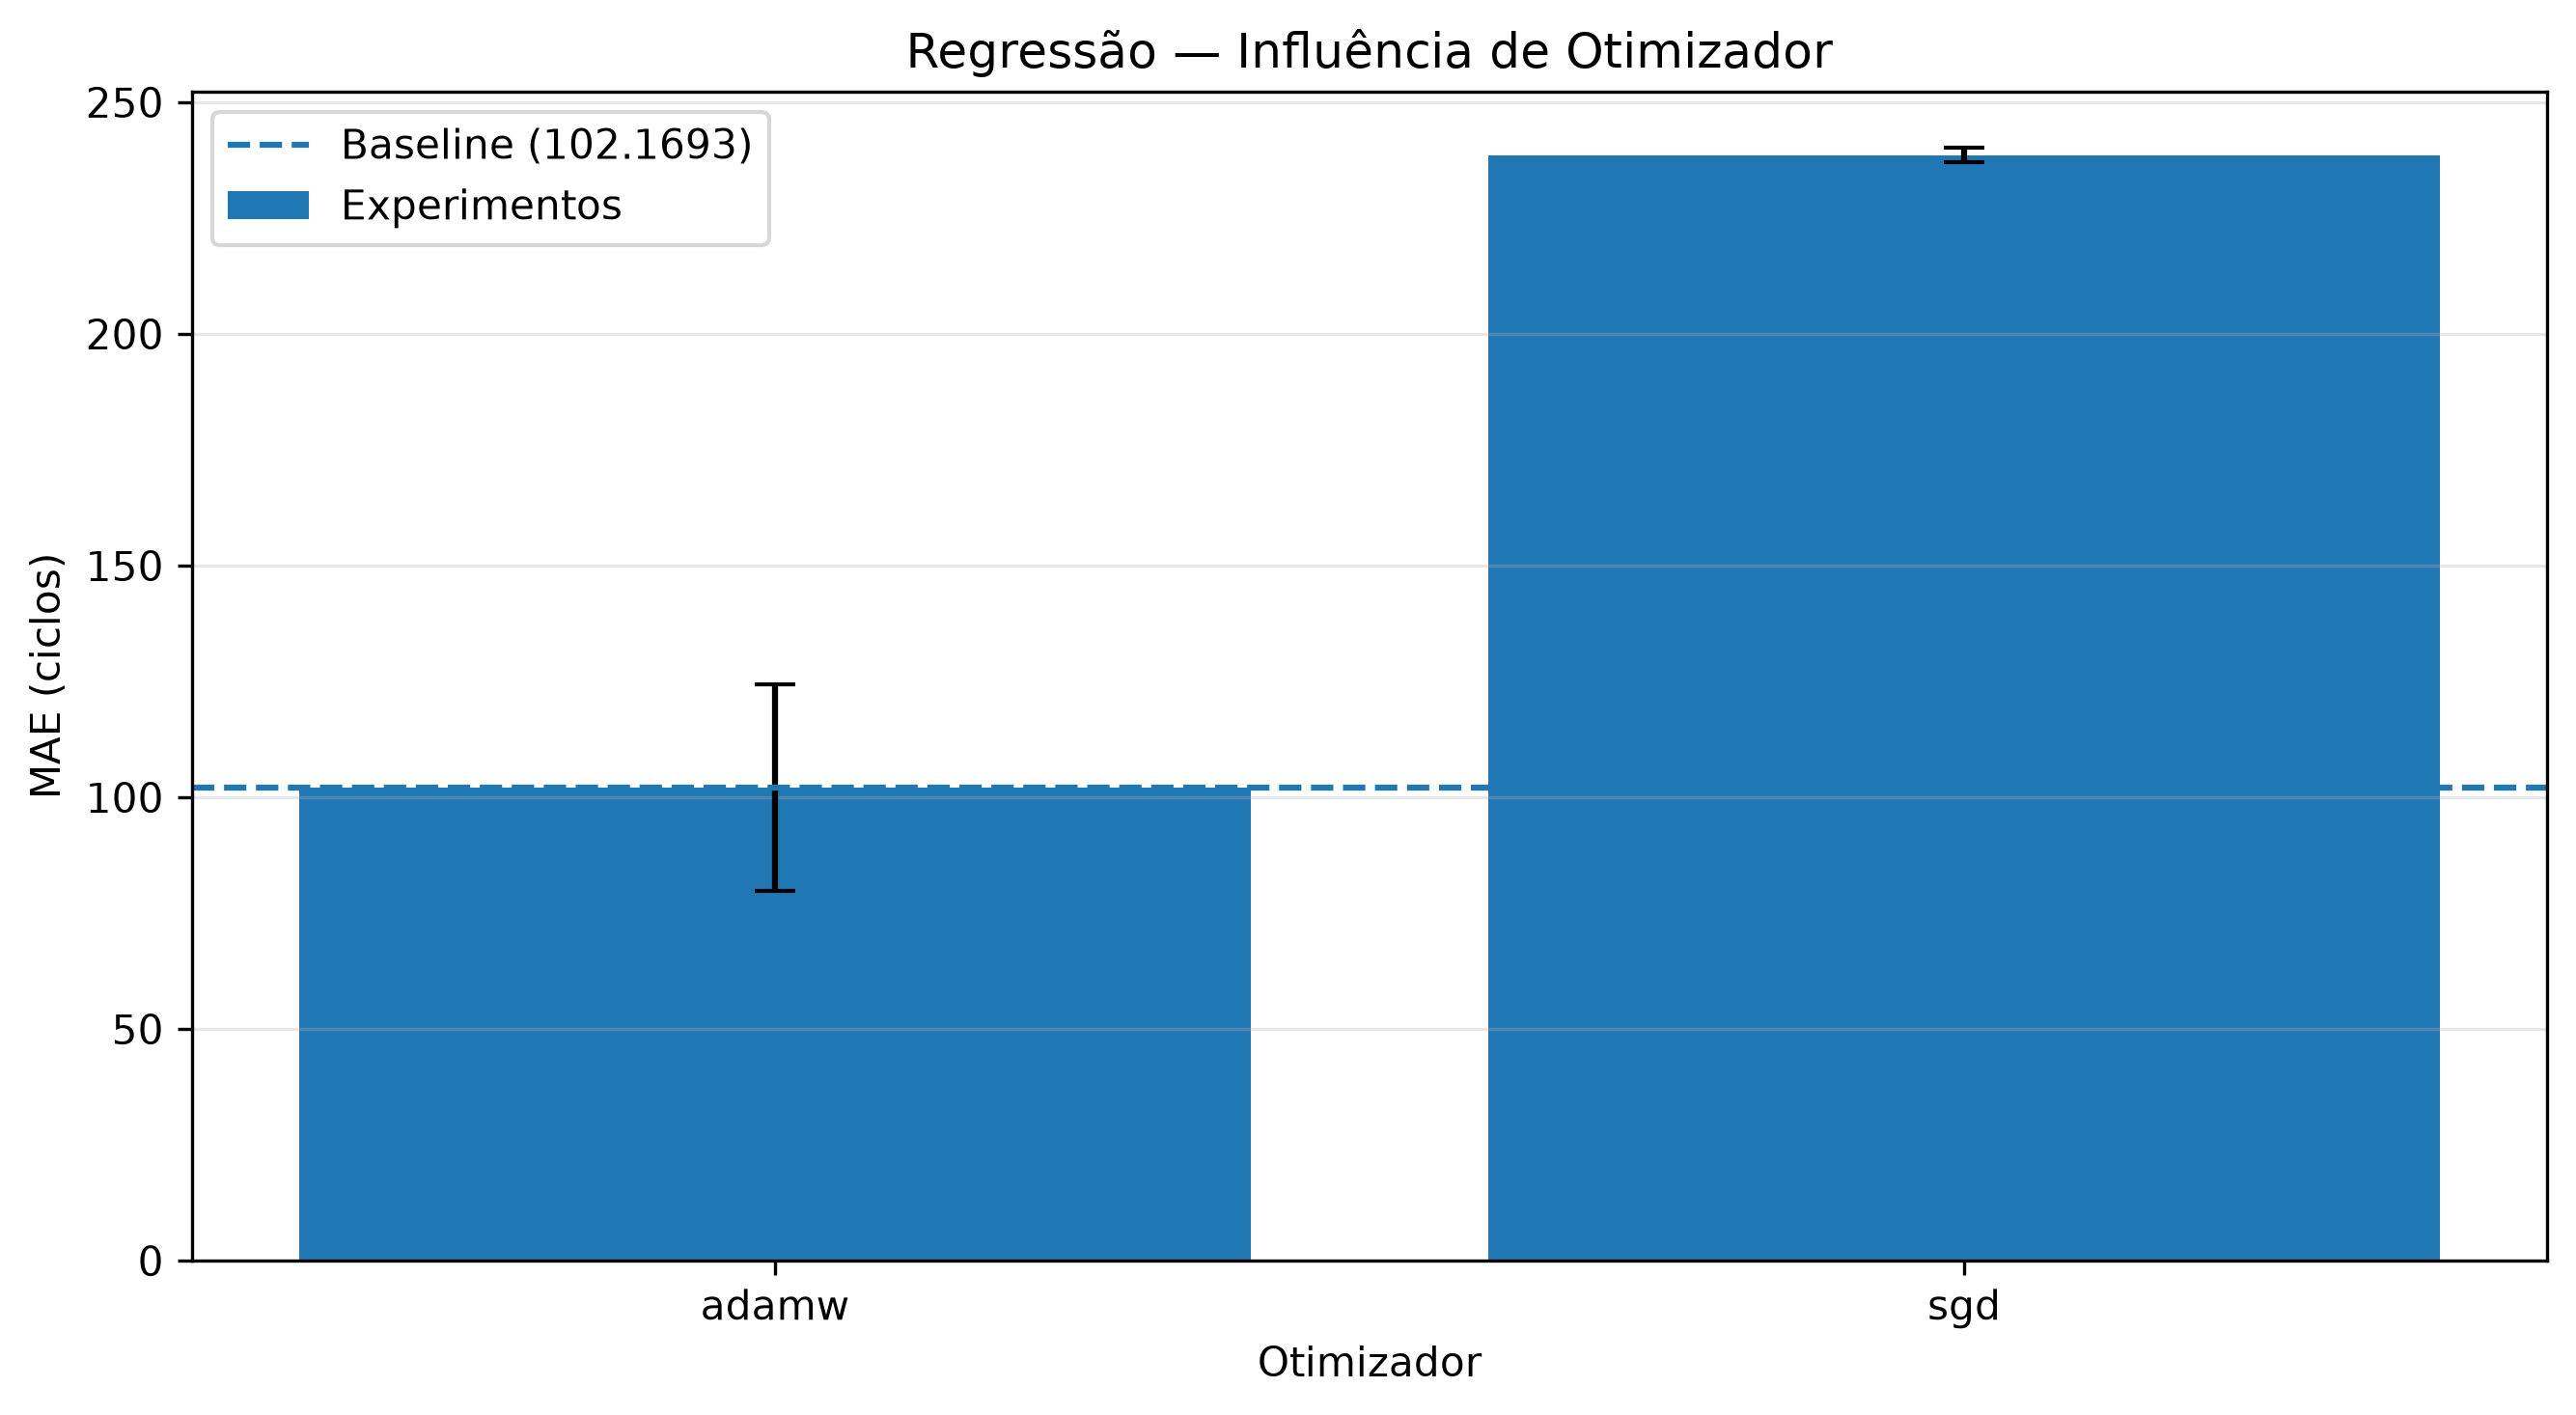 Regressão — Influência de Otimizador
250
200
150
100
50
0
MAE (ciclos)
Baseline (102.1693)
Experimentos
adamw
sgd
Otimizador